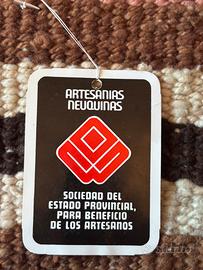 ARTESANIAS
NEUQUINAS
SOCIEDAD DEL
ESTADO PROVINCIAL,
PARA BENEFICIO
DE LOS ARTESANOS